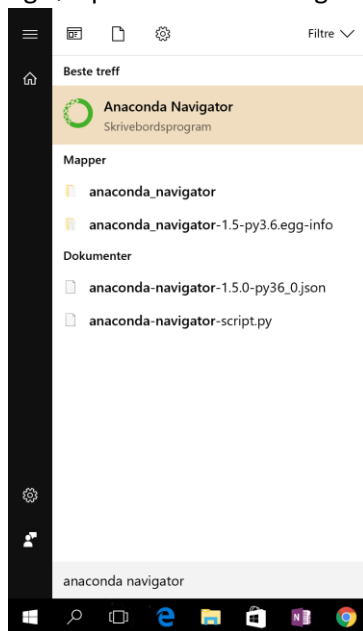 Filtre
Beste treff
Anaconda Navigator
Skrivebordsprogram
Mapper
anaconda_navigator
anaconda_navigator-1.5-py3.6.egg-info
Dokumenter
anaconda-navigator-1.5.0-py36_0.json
anaconda-navigator-script.py
anaconda navigator